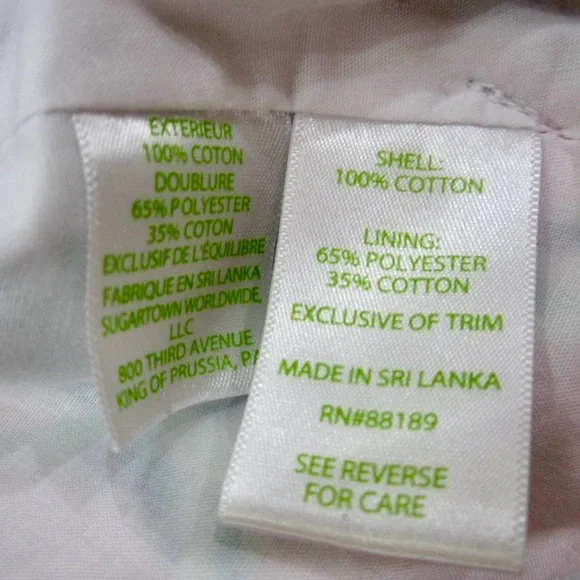 EXTERIEUR
100% COTON
DOUBLURE
65% POLYESTER
35% COTON
EXCLUSIF DE L'ÉQUILIBRE
FABRIQUE EN SRI LANKA
SUGARTOWN WORLDWIDE,
LLC
800 THIRD AVENUE
KING OF PRUSSIA, PA
SHELL:
100% COTTON
LINING:
65% POLYESTER
35% COTTON
EXCLUSIVE OF TRIM
MADE IN SRI LANKA
RN#88189
SEE REVERSE
FOR CARE